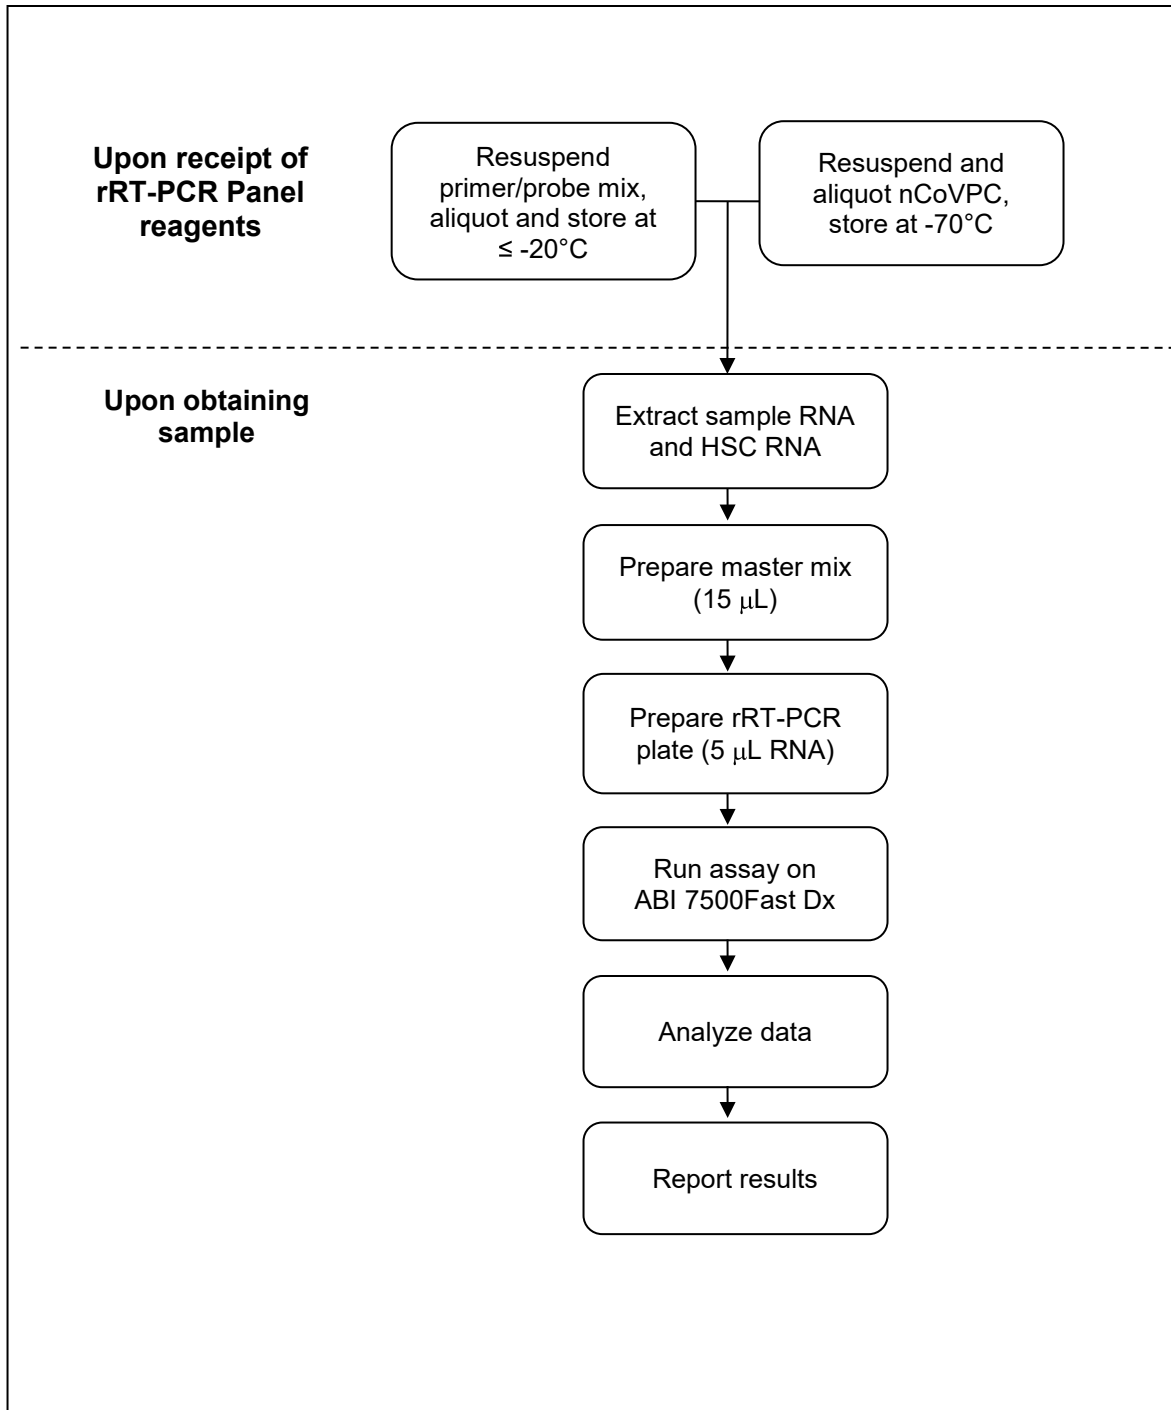 Upon receipt of
rRT-PCR Panel
reagents
Resuspend
primer/probe mix,
aliquot and store at
≤ -20°C
Resuspend and
aliquot nCoVPC,
store at -70°C
Upon obtaining
sample
Extract sample RNA
and HSC RNA
Prepare master mix
(15 μL)
Prepare rRT-PCR
plate (5 μL RNA)
Run assay on
ABI 7500Fast Dx
Analyze data
Report results